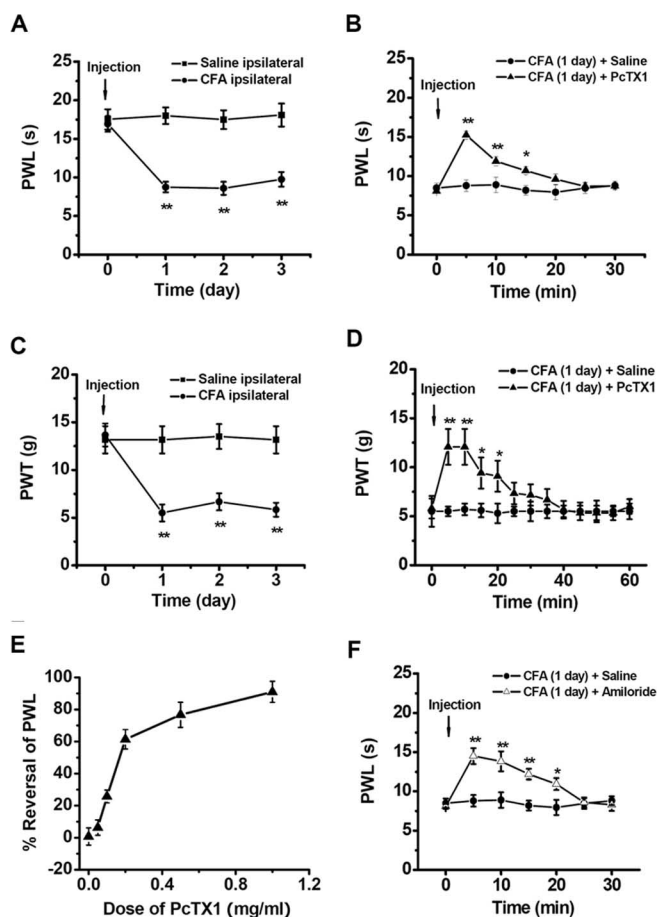 A
Injection
Saline ipsilateral
CFA ipsilateral
PWL (s)
25
20
15
10
5
0
** ** **
0 1 2 3
Time (day)
B
CFA (1 day) + Saline
CFA (1 day) + PcTX1
Injection
PWL (s)
25
20
15
10
5
0
** ** *
0 10 20 30
Time (min)
C
Injection
Saline ipsilateral
CFA ipsilateral
PWT (g)
20
15
10
5
0
** ** **
0 1 2 3
Time (day)
D
CFA (1 day) + Saline
CFA (1 day) + PcTX1
Injection
PWT (g)
20
15
10
5
0
** ** * *
0 20 40 60
Time (min)
E
% Reversal of PWL
100
80
60
40
20
0
-20
0.0 0.4 0.8 1.2
Dose of PcTX1 (mg/ml)
F
CFA (1 day) + Saline
CFA (1 day) + Amiloride
Injection
PWL (s)
25
20
15
10
5
0
** ** ** *
0 10 20 30
Time (min)